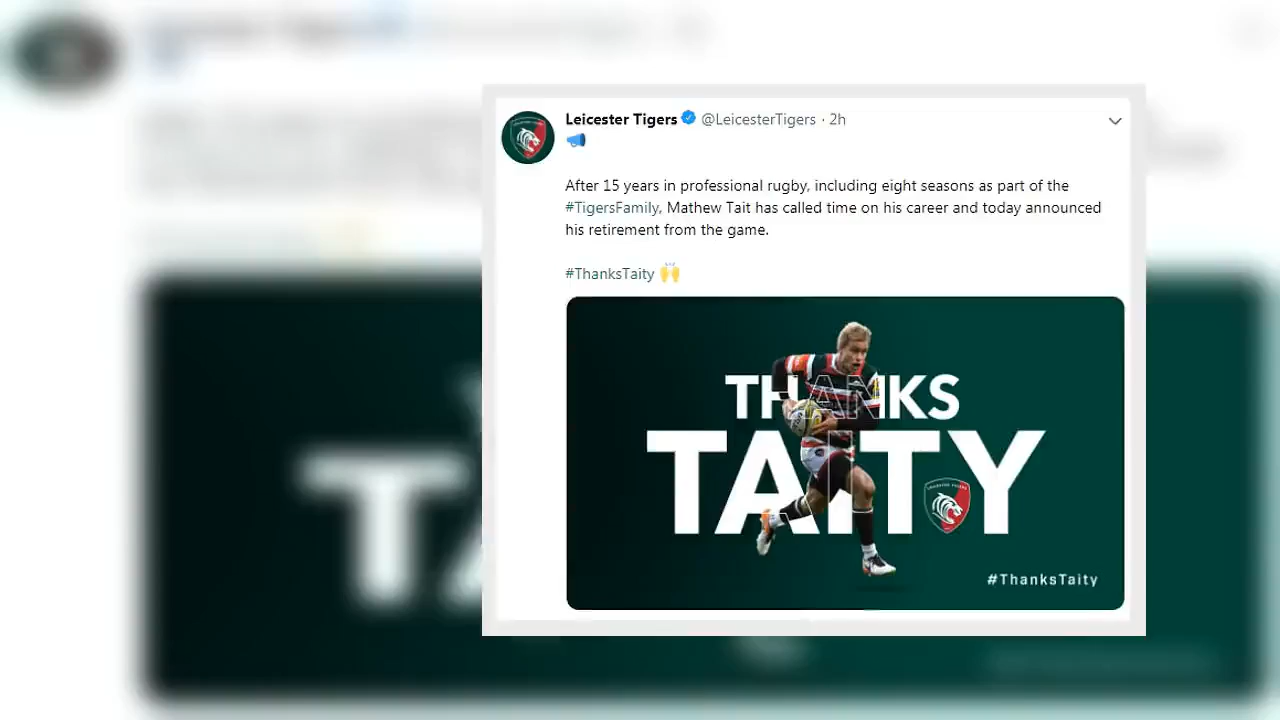 Leicester Tigers @LeicesterTigers · 2h
After 15 years in professional rugby, including eight seasons as part of the
#TigersFamily, Mathew Tait has called time on his career and today announced
his retirement from the game.
#ThanksTaity
THANKS
TAITY
#ThanksTaity